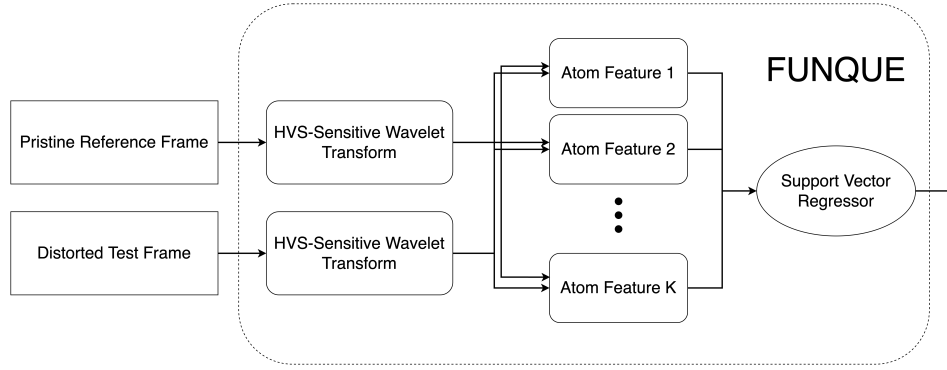 FUNQUE
Pristine Reference Frame
HVS-Sensitive Wavelet
Transform
Distorted Test Frame
HVS-Sensitive Wavelet
Transform
Atom Feature 1
Atom Feature 2
Atom Feature K
Support Vector
Regressor